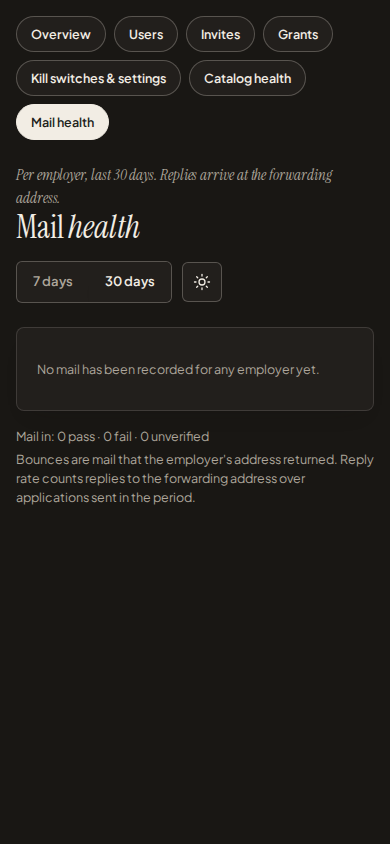 Overview
Users
Invites
Grants
Kill switches & settings
Catalog health
Mail health
Per employer, last 30 days. Replies arrive at the forwarding
address.
Mail health
7 days
30 days
No mail has been recorded for any employer yet.
Mail in: 0 pass · 0 fail · 0 unverified
Bounces are mail that the employer's address returned. Reply
rate counts replies to the forwarding address over
applications sent in the period.